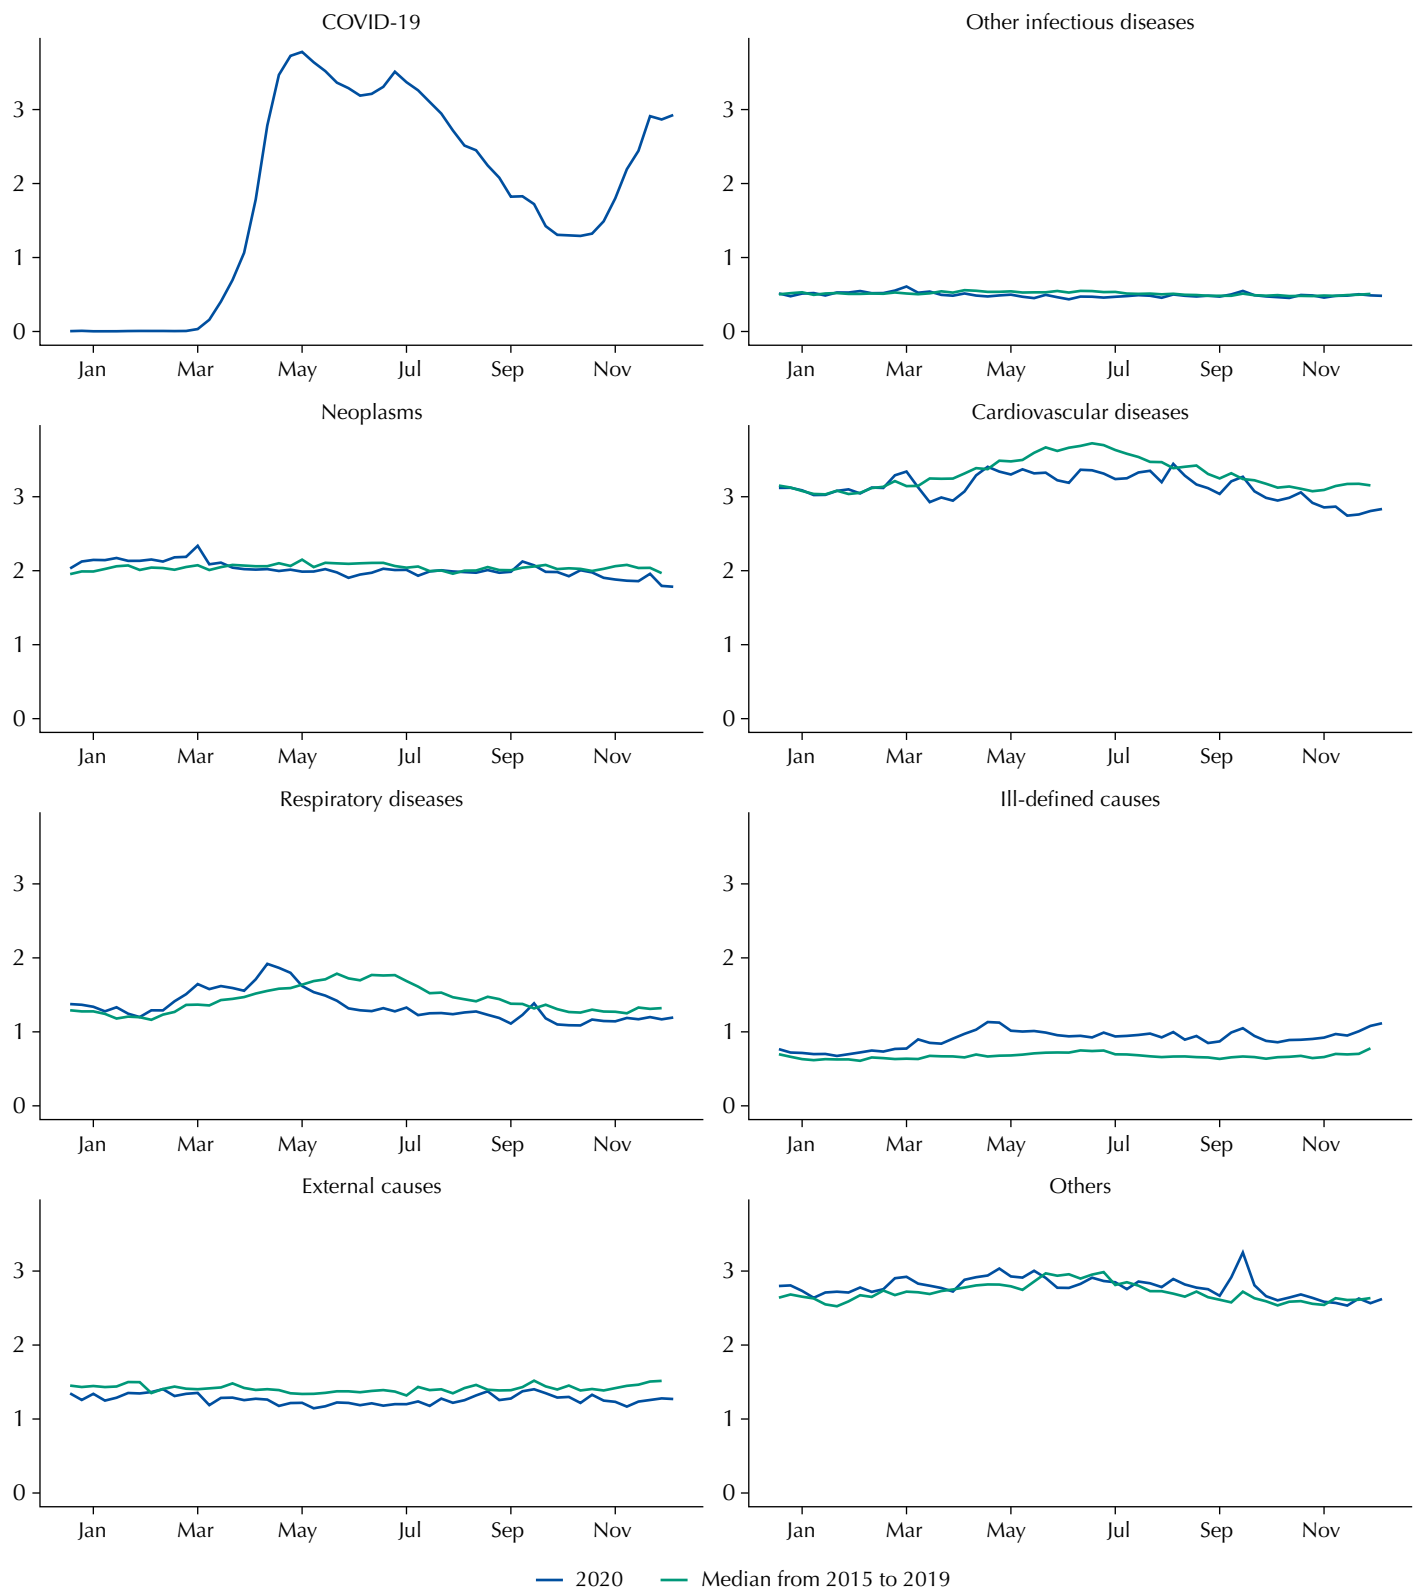 COVID-19
3
2
1
0
Jan Mar May Jul Sep Nov
Other infectious diseases
3
2
1
0
Jan Mar May Jul Sep Nov
Neoplasms
3
2
1
0
Jan Mar May Jul Sep Nov
Cardiovascular diseases
3
2
1
0
Jan Mar May Jul Sep Nov
Respiratory diseases
3
2
1
0
Jan Mar May Jul Sep Nov
Ill-defined causes
3
2
1
0
Jan Mar May Jul Sep Nov
External causes
3
2
1
0
Jan Mar May Jul Sep Nov
Others
3
2
1
0
Jan Mar May Jul Sep Nov
2020 Median from 2015 to 2019